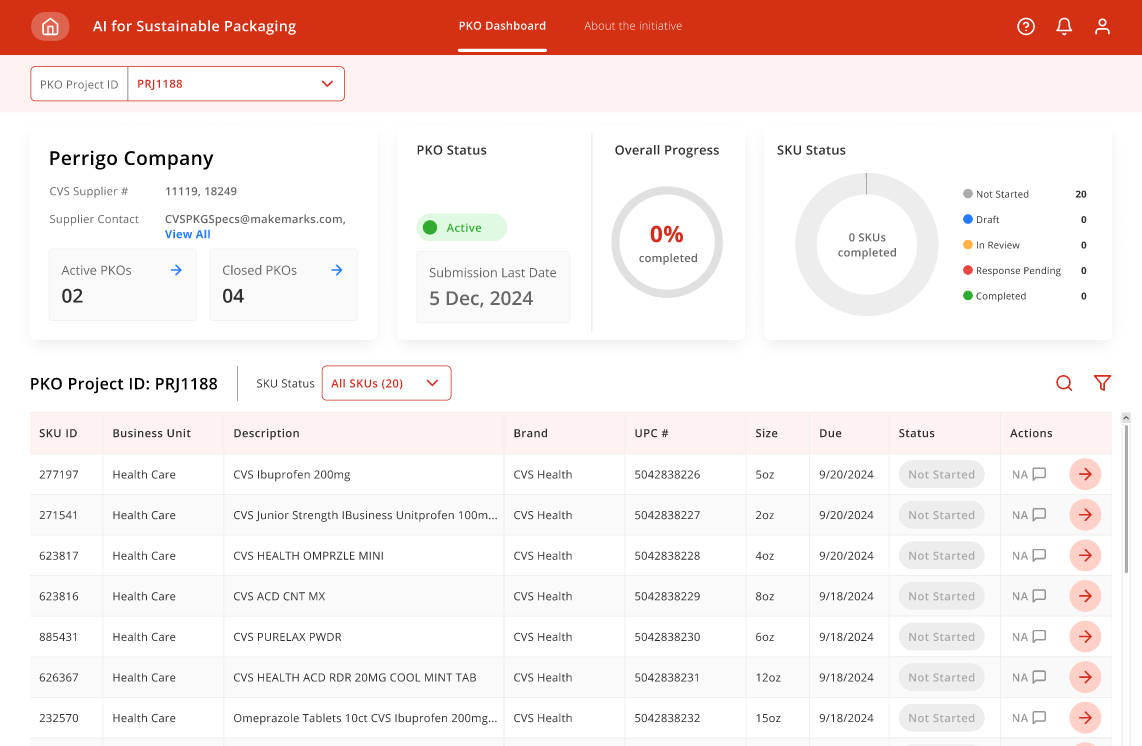 AI for Sustainable Packaging
PKO Dashboard
About the initiative
PKO Project ID
PRJ1188
Perrigo Company
CVS Supplier # 11119, 18249
Supplier Contact CVSPKGSpecs@makemarks.com,
View All
Active PKOs
02
Closed PKOs
04
PKO Status
Active
Submission Last Date
5 Dec, 2024
Overall Progress
0%
completed
SKU Status
0 SKUs
completed
Not Started 20
Draft 0
In Review 0
Response Pending 0
Completed 0
PKO Project ID: PRJ1188
SKU Status
All SKUs (20)
SKU ID Business Unit Description Brand UPC # Size Due Status Actions
277197 Health Care CVS Ibuprofen 200mg CVS Health 5042838226 5oz 9/20/2024 Not Started NA
271541 Health Care CVS Junior Strength IBusiness Unitprofen 100m... CVS Health 5042838227 2oz 9/20/2024 Not Started NA
623817 Health Care CVS HEALTH OMPRZLE MINI CVS Health 5042838228 4oz 9/20/2024 Not Started NA
623816 Health Care CVS ACD CNT MX CVS Health 5042838229 8oz 9/18/2024 Not Started NA
885431 Health Care CVS PURELAX PWDR CVS Health 5042838230 6oz 9/18/2024 Not Started NA
626367 Health Care CVS HEALTH ACD RDR 20MG COOL MINT TAB CVS Health 5042838231 12oz 9/18/2024 Not Started NA
232570 Health Care Omeprazole Tablets 10ct CVS Ibuprofen 200mg... CVS Health 5042838232 15oz 9/18/2024 Not Started NA